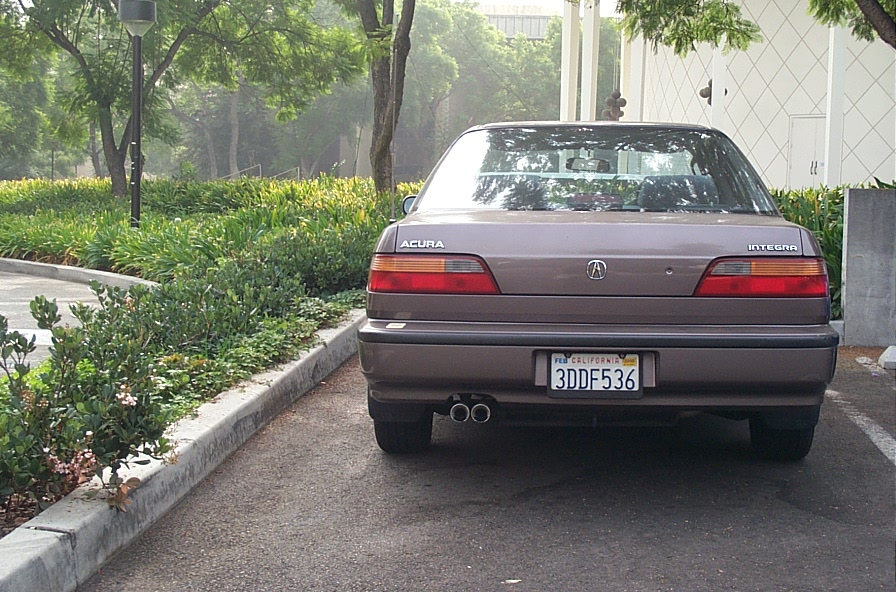 ACURA
INTEGRA
FEB CALIFORNIA
3DDF536